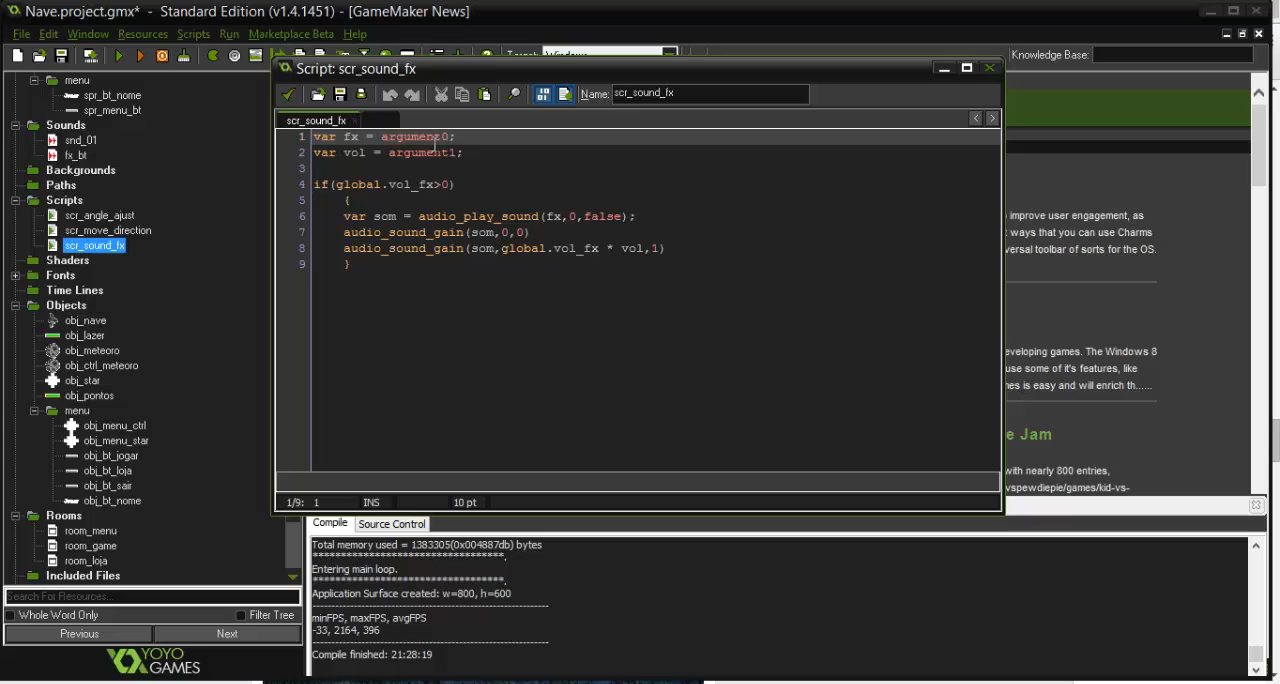 Nave.project.gmx* - Standard Edition (v1.4.1451) - [GameMaker News]
File Edit Window Resources Scripts Run Marketplace Beta Help
Windows
Knowledge Base:
menu
spr_bt_nome
spr_menu_bt
Sounds
snd_01
fx_bt
Backgrounds
Paths
Scripts
scr_angle_ajust
scr_move_direction
scr_sound_fx
Shaders
Fonts
Time Lines
Objects
obj_nave
obj_lazer
obj_meteoro
obj_ctrl_meteoro
obj_star
obj_pontos
menu
obj_menu_ctrl
obj_menu_star
obj_bt_jogar
obj_bt_loja
obj_bt_sair
obj_bt_nome
Rooms
room_menu
room_game
room_loja
Included Files
Search For Resources...
Whole Word Only Filter Tree
Previous Next
YOYO
GAMES
Script: scr_sound_fx
Name: scr_sound_fx
scr_sound_fx
1 var fx = argument0;
2 var vol = argument1;
3
4 if(global.vol_fx>0)
5 {
6 var som = audio_play_sound(fx,0,false);
7 audio_sound_gain(som,0,0)
8 audio_sound_gain(som,global.vol_fx * vol,1)
9 }
1/9: 1 INS 10 pt
improve user engagement, as
ways that you can use Charms
versal toolbar of sorts for the OS.
eveloping games. The Windows 8
use some of it's features, like
mes is easy and will enrich th......
e Jam
with nearly 800 entries,
vspewdiepie/games/kid-vs-
Compile Source Control
Total memory used = 1383305(0x004887db) bytes
***********************************.
Entering main loop.
***********************************.
Application Surface created: w=800, h=600
minFPS, maxFPS, avgFPS
-33, 2164, 396
Compile finished: 21:28:19